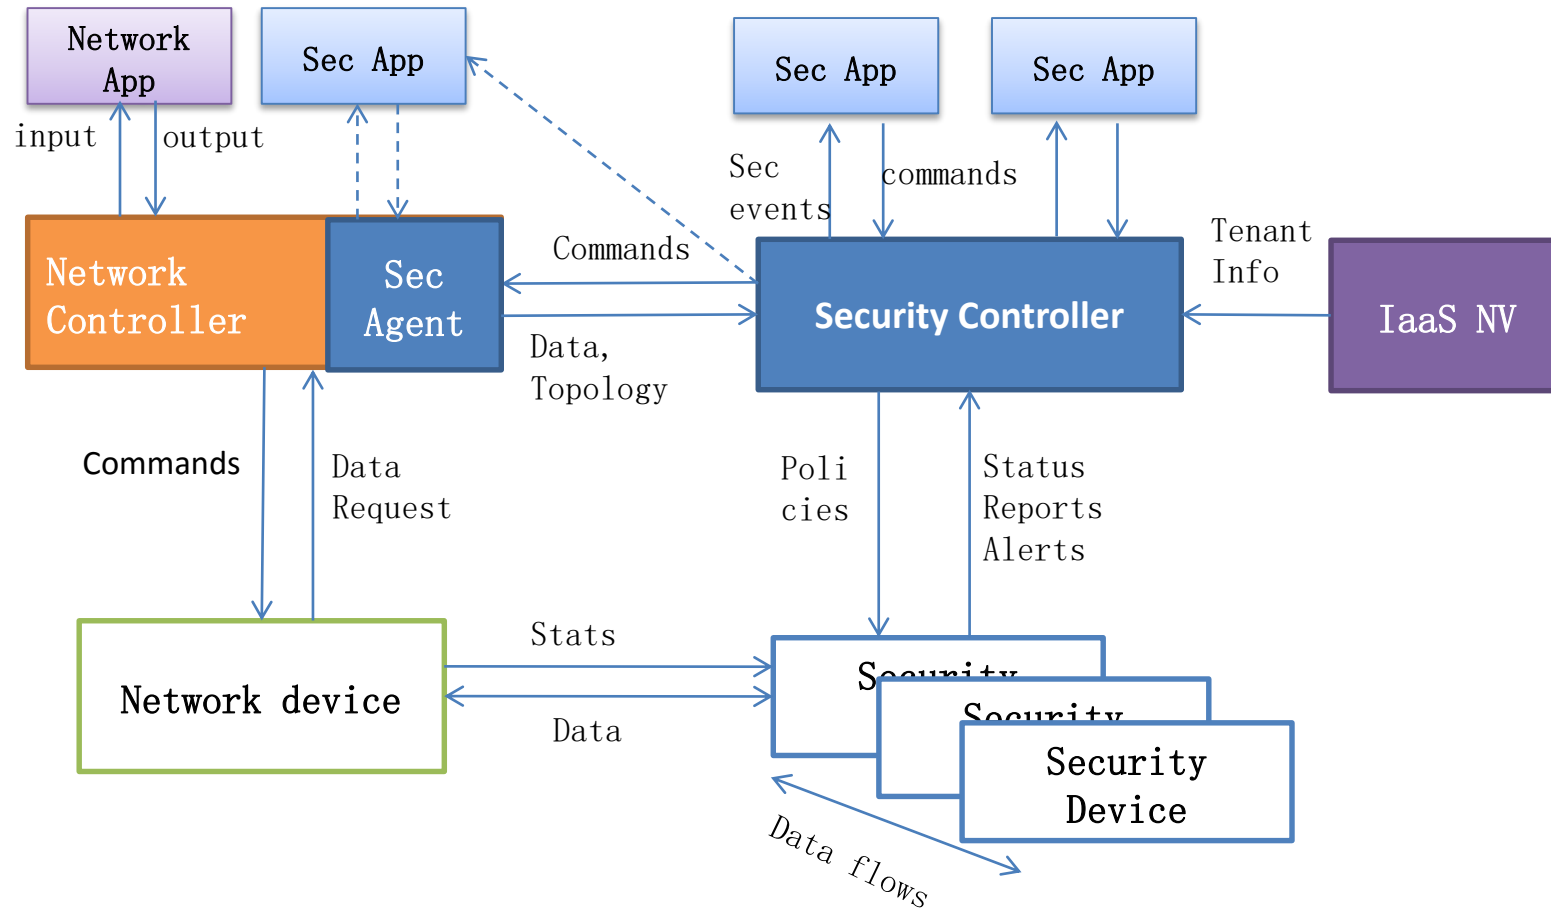 Network
App
Sec App
Sec App
Sec App
input
output
Sec
events
commands
Network
Controller
Sec
Agent
Commands
Data,
Topology
Security Controller
Tenant
Info
IaaS NV
Commands
Data
Request
Poli
cies
Status
Reports
Alerts
Network device
Stats
Data
Security
Security
Security
Device
Data flows